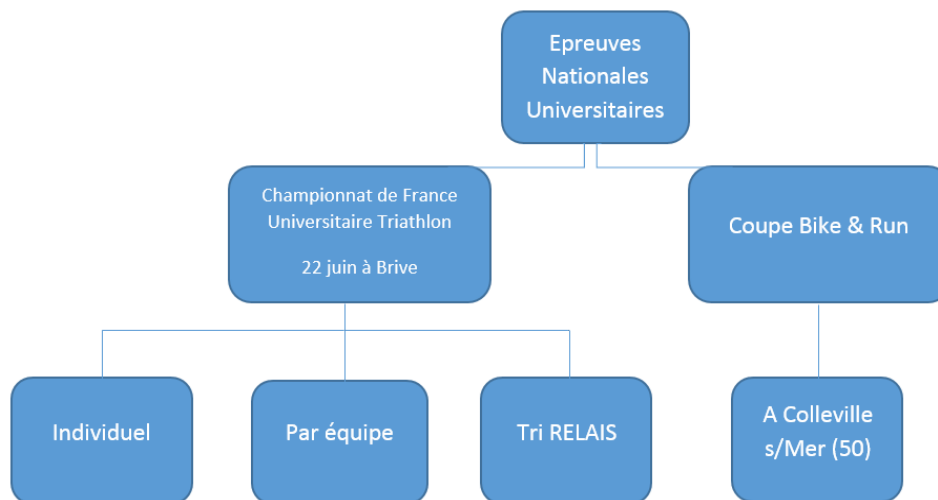 Epreuves
Nationales
Universitaires
Championnat de France
Universitaire Triathlon
22 juin à Brive
Coupe Bike & Run
Individuel
Par équipe
Tri RELAIS
A Colleville
s/Mer (50)